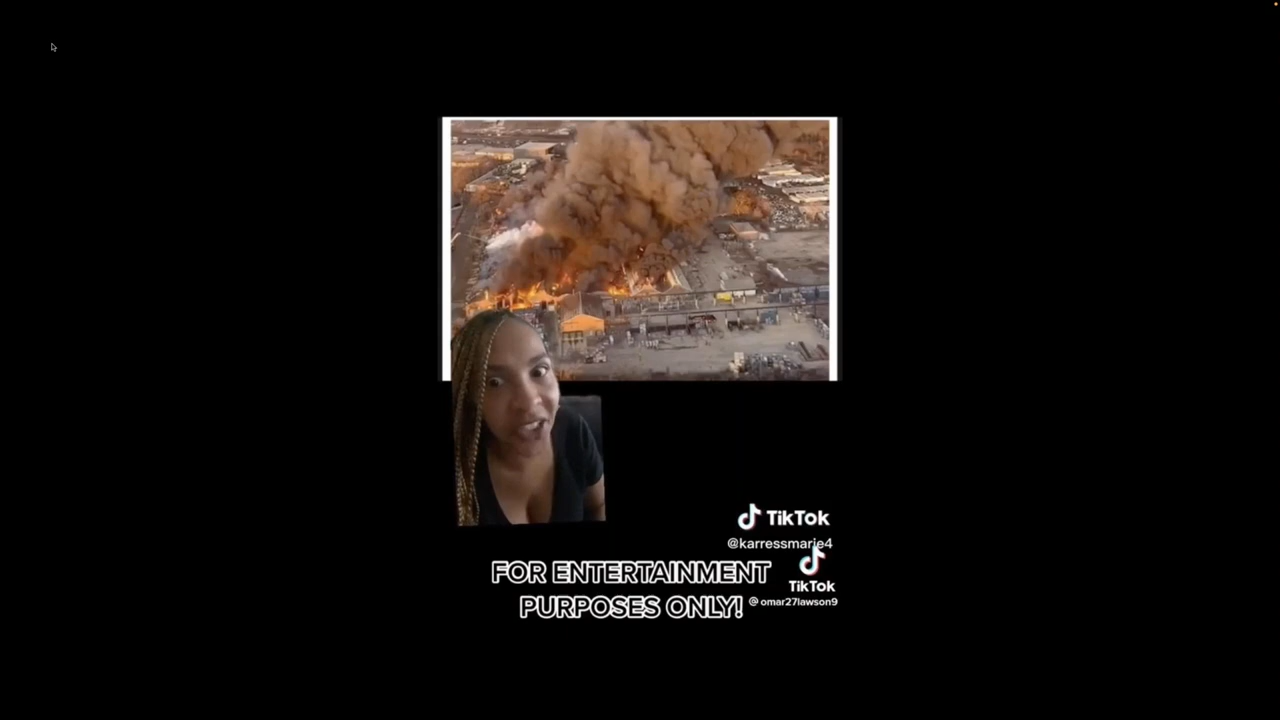 TikTok
@karressmarie4
FOR ENTERTAINMENT
PURPOSES ONLY!
TikTok
@omar27lawson9